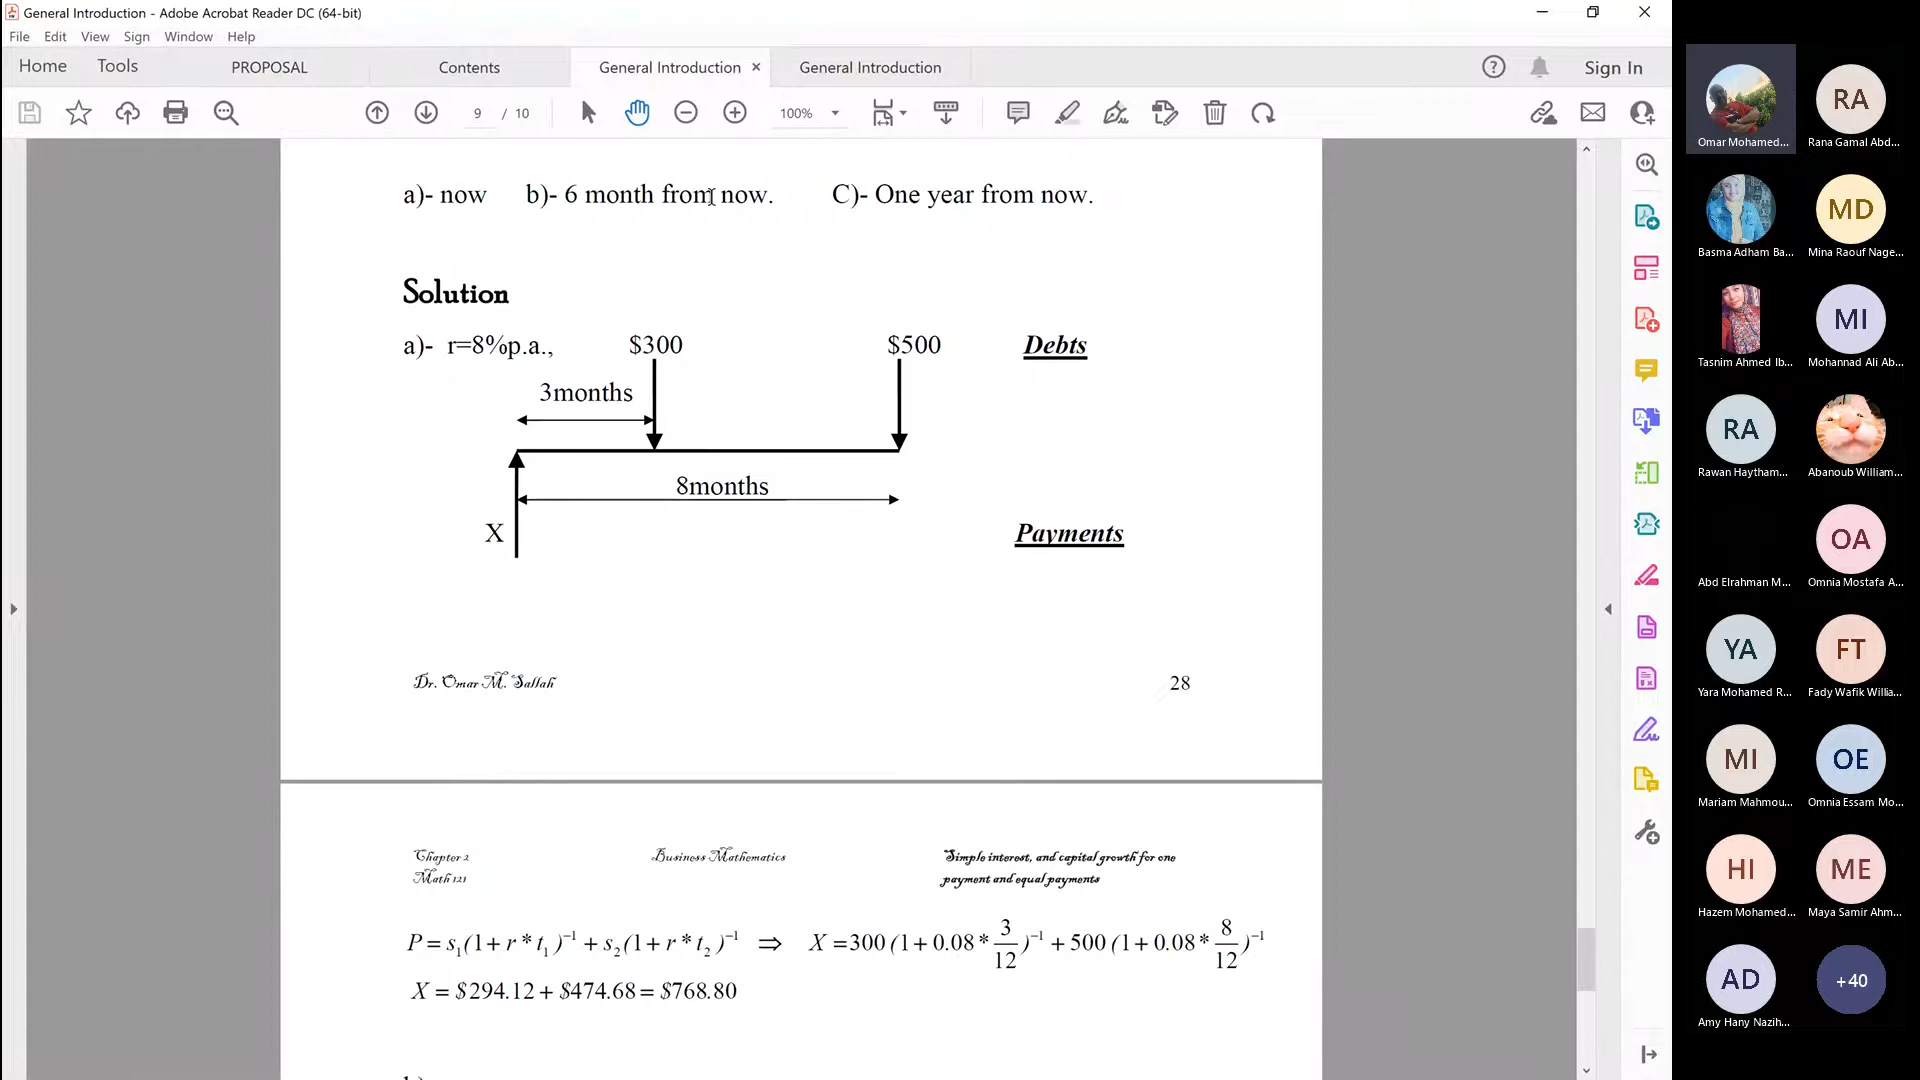 General Introduction - Adobe Acrobat Reader DC (64-bit)
File Edit View Sign Window Help
Home Tools PROPOSAL Contents General Introduction × General Introduction Sign In
9 / 10 100%
a)- now b)- 6 month from now. C)- One year from now.
Solution
a)- r=8%p.a., $300 $500 Debts
3months
8months
X Payments
Dr. Omar M. Sallah 28
Chapter 2 Business Mathematics Simple interest, and capital growth for one
Math 121 payment and equal payments
P = s₁(1+ r * t₁)⁻¹ + s₂(1+ r * t₂)⁻¹ ⇒ X =300 (1+ 0.08 * 3/12)⁻¹ + 500 (1+ 0.08 * 8/12)⁻¹
X = $294.12 + $474.68 = $768.80
RA
Omar Mohamed... Rana Gamal Abd...
MD
Basma Adham Ba... Mina Raouf Nage...
MI
Tasnim Ahmed Ib... Mohannad Ali Ab...
RA
Rawan Haytham... Abanoub William...
OA
Abd Elrahman M... Omnia Mostafa A...
YA FT
Yara Mohamed R... Fady Wafik Willia...
MI OE
Mariam Mahmou... Omnia Essam Mo...
HI ME
Hazem Mohamed... Maya Samir Ahm...
AD +40
Amy Hany Nazih...